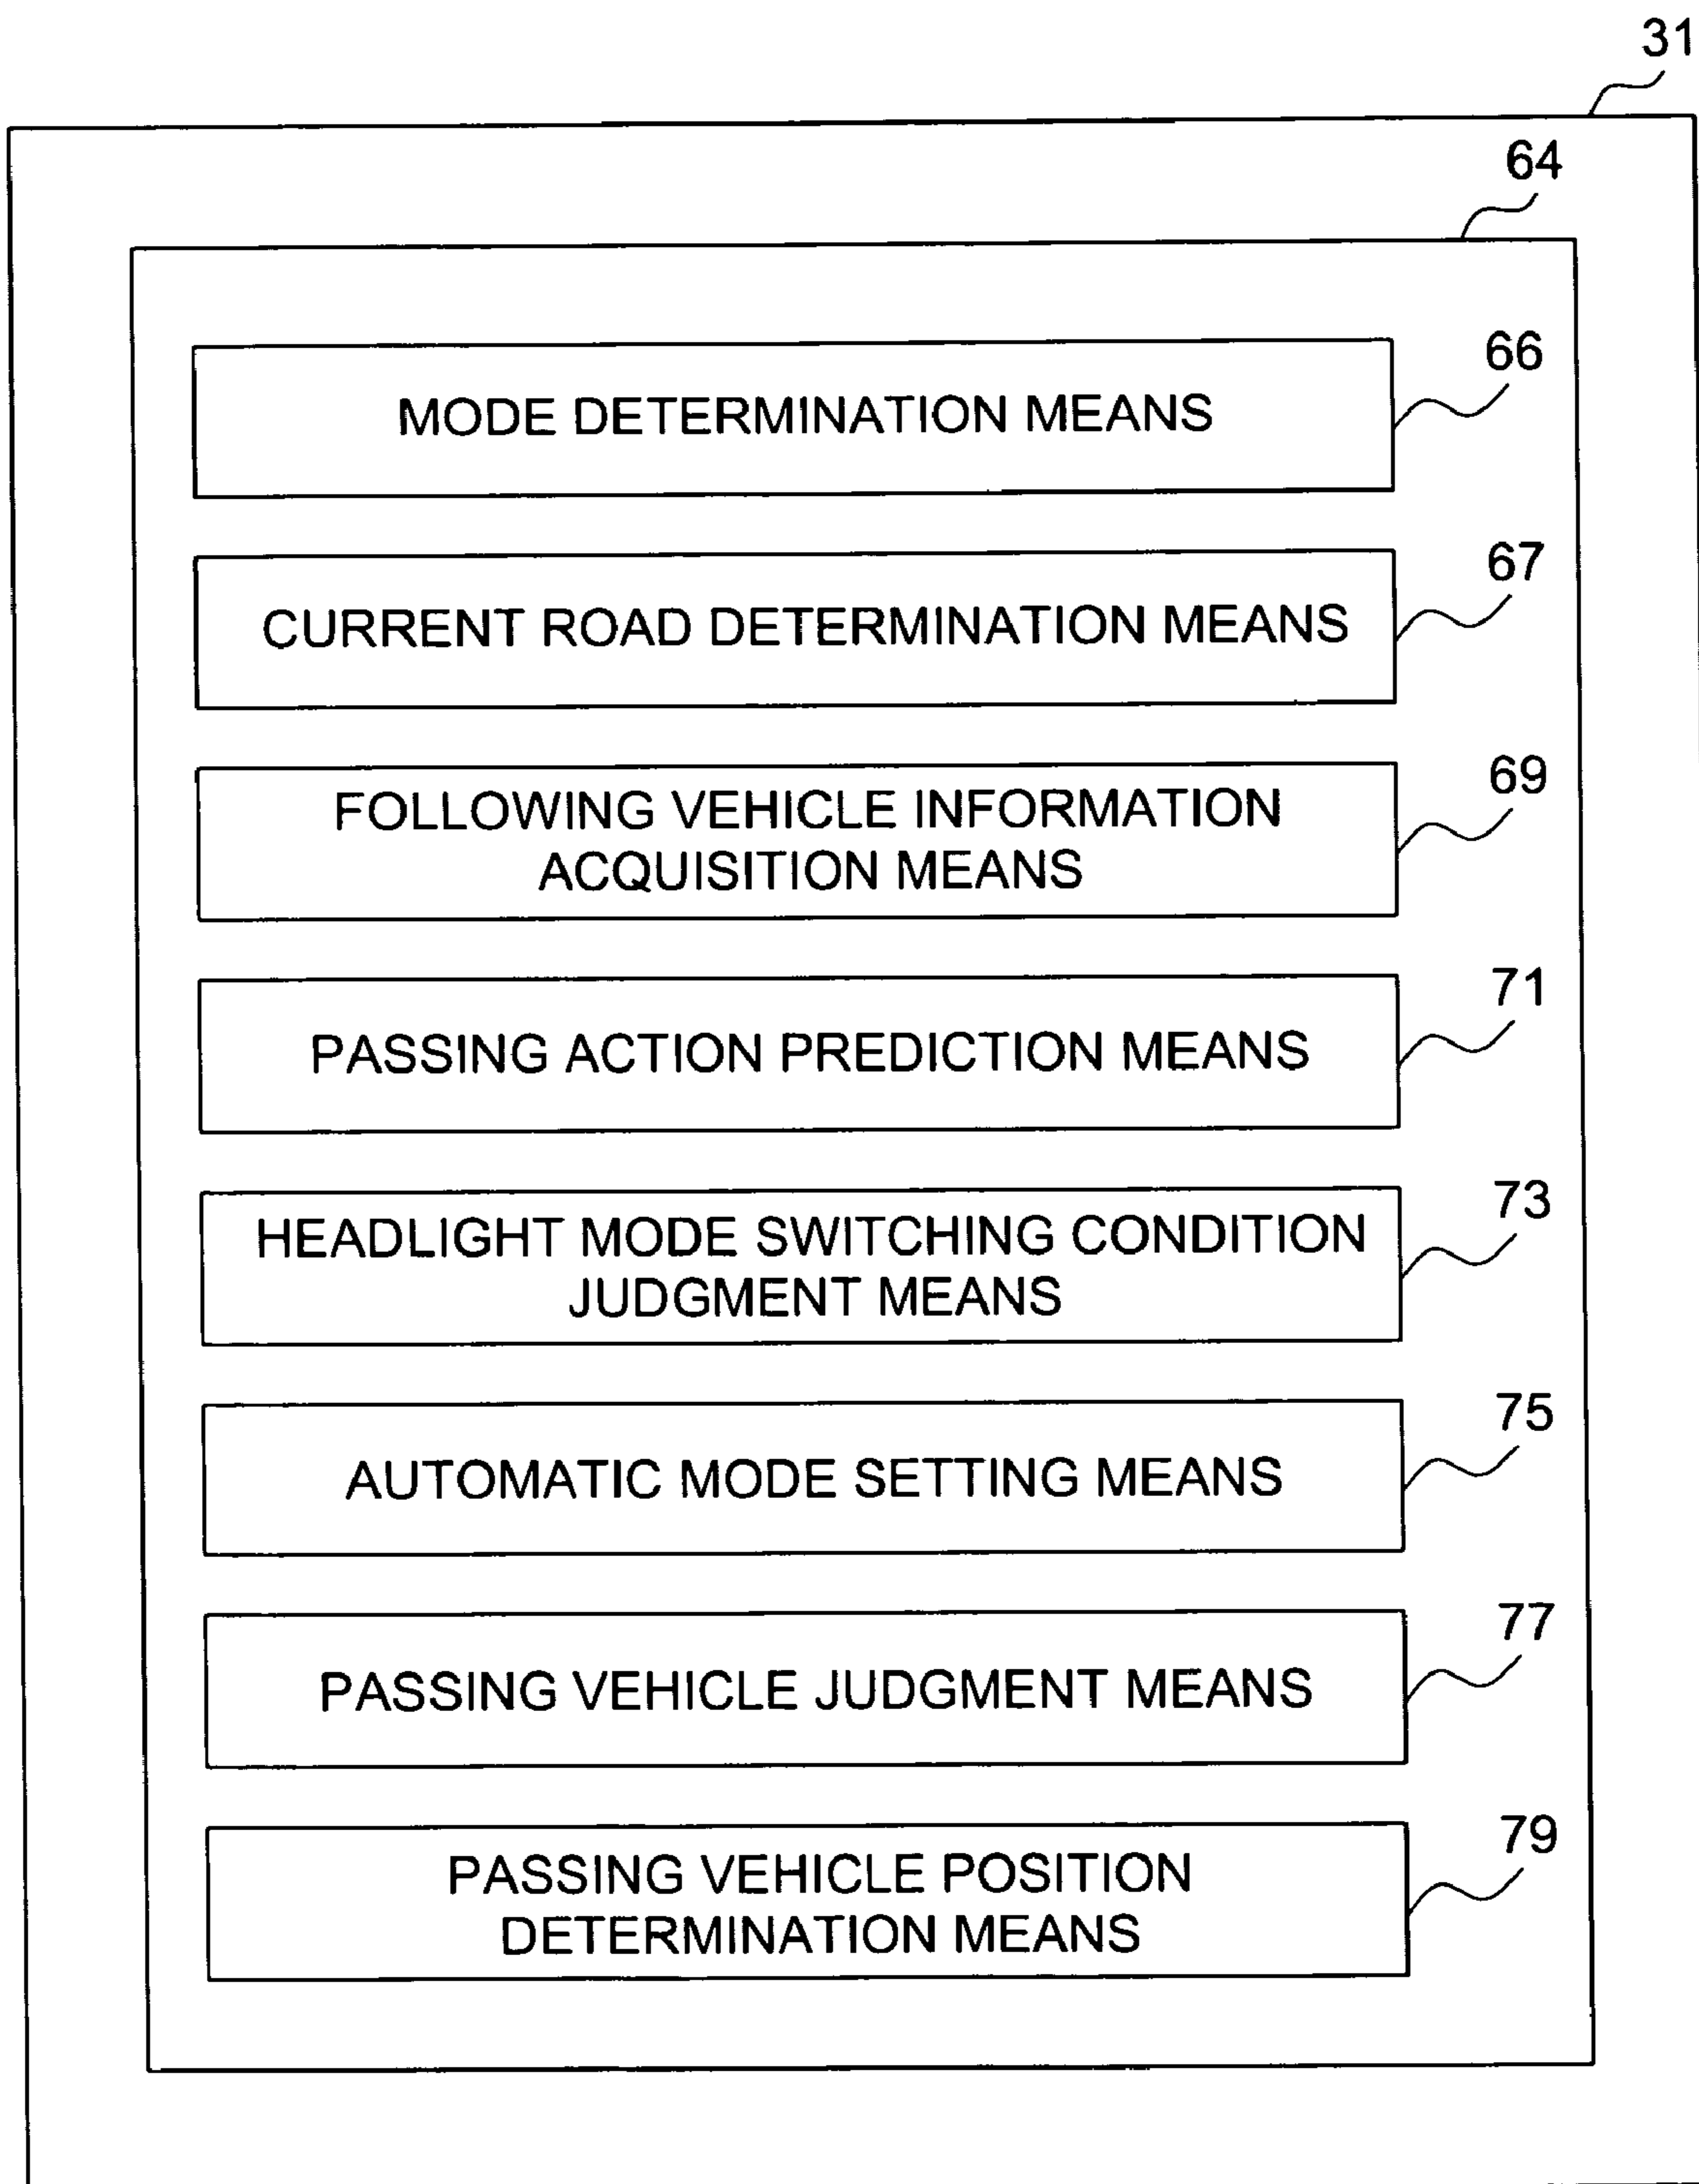 31
64
MODE DETERMINATION MEANS
66
CURRENT ROAD DETERMINATION MEANS
67
FOLLOWING VEHICLE INFORMATION
ACQUISITION MEANS
69
PASSING ACTION PREDICTION MEANS
71
HEADLIGHT MODE SWITCHING CONDITION
JUDGMENT MEANS
73
AUTOMATIC MODE SETTING MEANS
75
PASSING VEHICLE JUDGMENT MEANS
77
PASSING VEHICLE POSITION
DETERMINATION MEANS
79